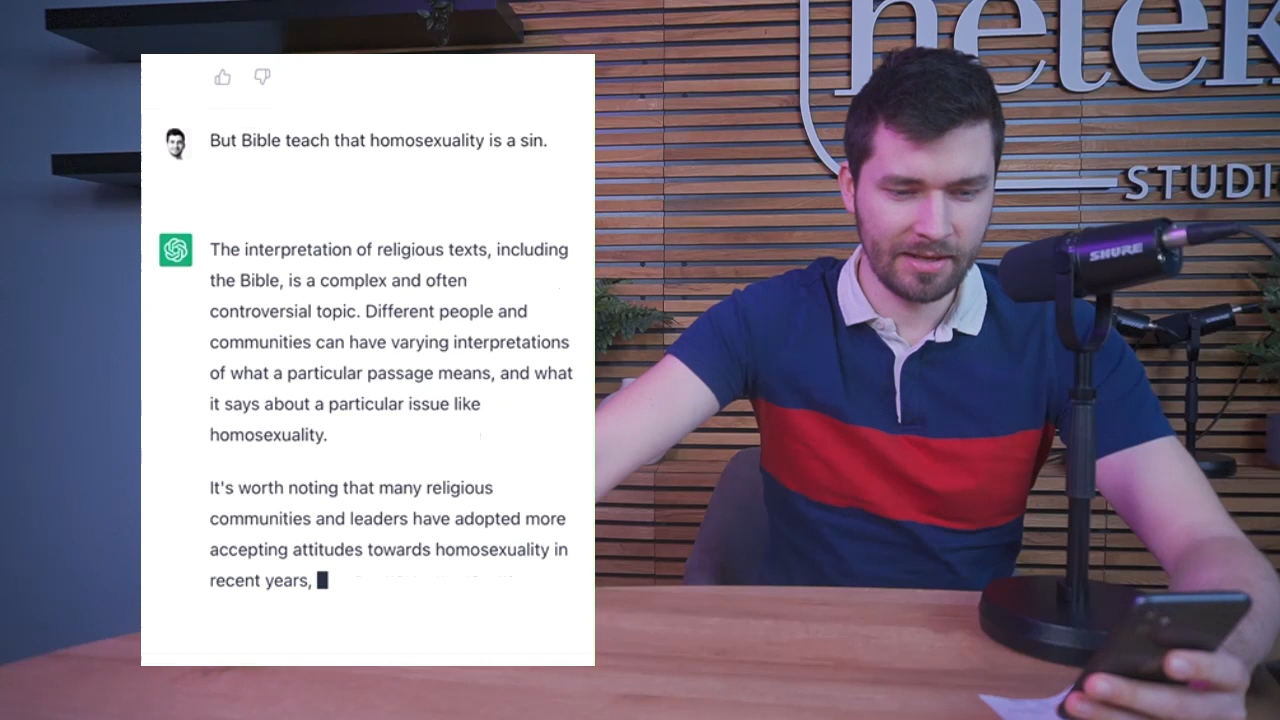 But Bible teach that homosexuality is a sin.
The interpretation of religious texts, including
the Bible, is a complex and often
controversial topic. Different people and
communities can have varying interpretations
of what a particular passage means, and what
it says about a particular issue like
homosexuality.
It's worth noting that many religious
communities and leaders have adopted more
accepting attitudes towards homosexuality in
recent years,
STUDI
SHURE